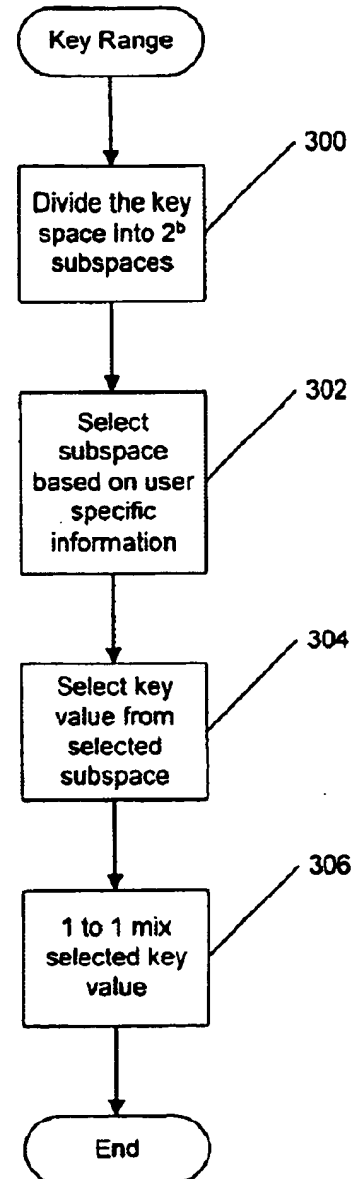 Key Range
300
Divide the key
space into 2ᵇ
subspaces
302
Select
subspace
based on user
specific
information
304
Select key
value from
selected
subspace
306
1 to 1 mix
selected key
value
End